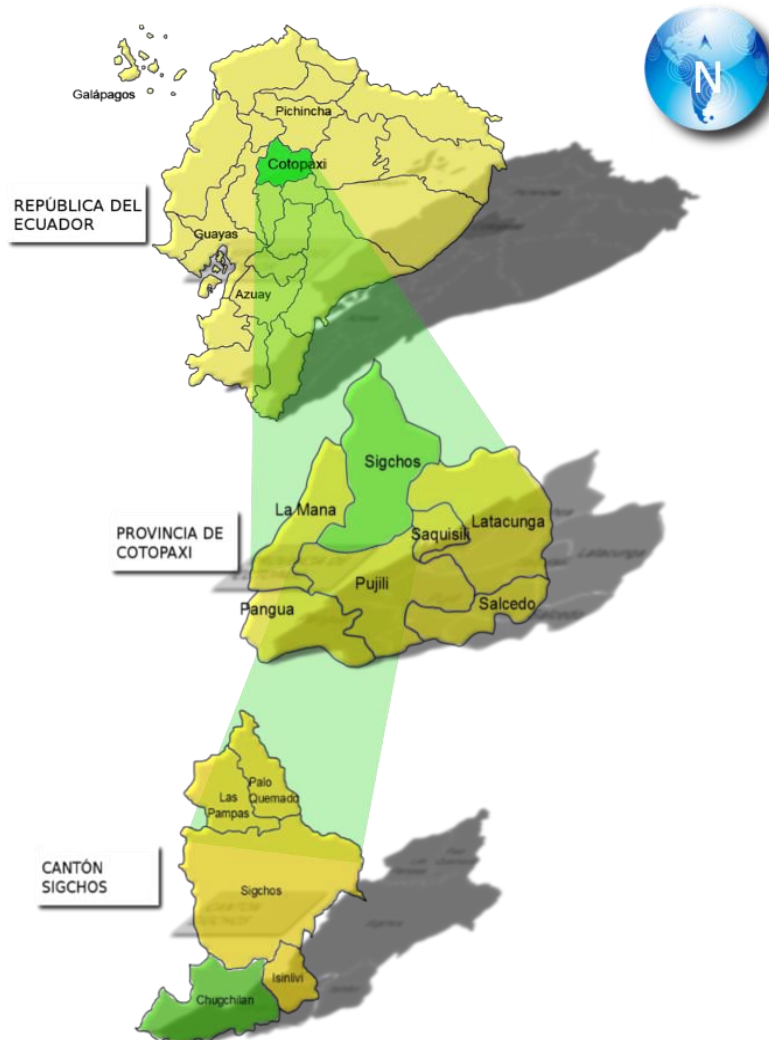 N
Galápagos
Pichincha
Cotopaxi
REPÚBLICA DEL
ECUADOR
Guayas
Azuay
Sigchos
La Mana
Latacunga
Saquisili
PROVINCIA DE
COTOPAXI
Pujili
Pangua
Salcedo
Palo
Quemado
Las
Pampas
CANTÓN
SIGCHOS
Sigchos
Isinlivi
Chugchilan